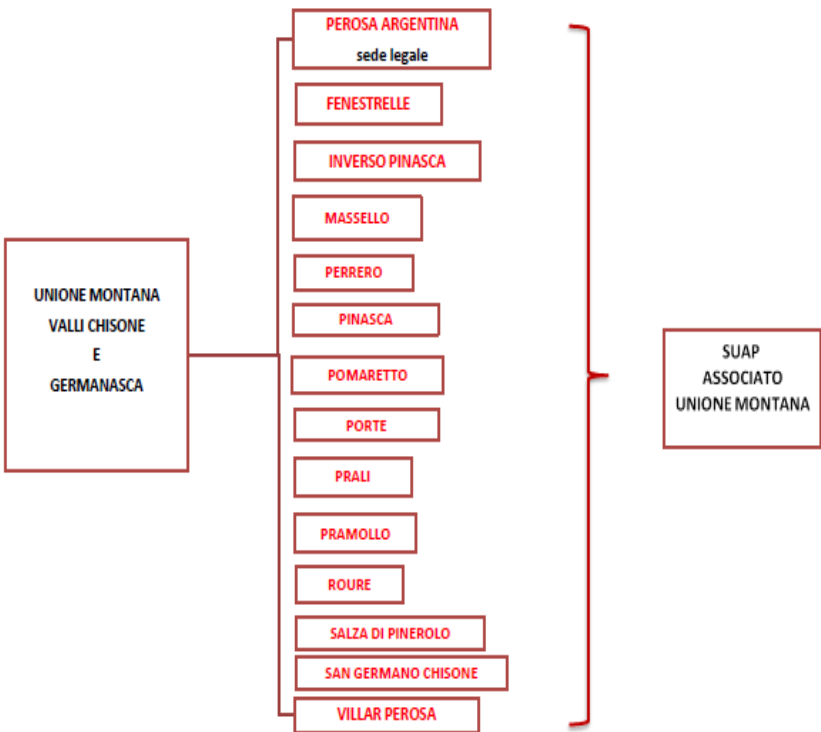 UNIONE MONTANA
VALLI CHISONE
E
GERMANASCA
PEROSA ARGENTINA
sede legale
FENESTRELLE
INVERSO PINASCA
MASSELLO
PERRERO
PINASCA
POMARETTO
PORTE
PRALI
PRAMOLLO
ROURE
SALZA DI PINEROLO
SAN GERMANO CHISONE
VILLAR PEROSA
SUAP
ASSOCIATO
UNIONE MONTANA